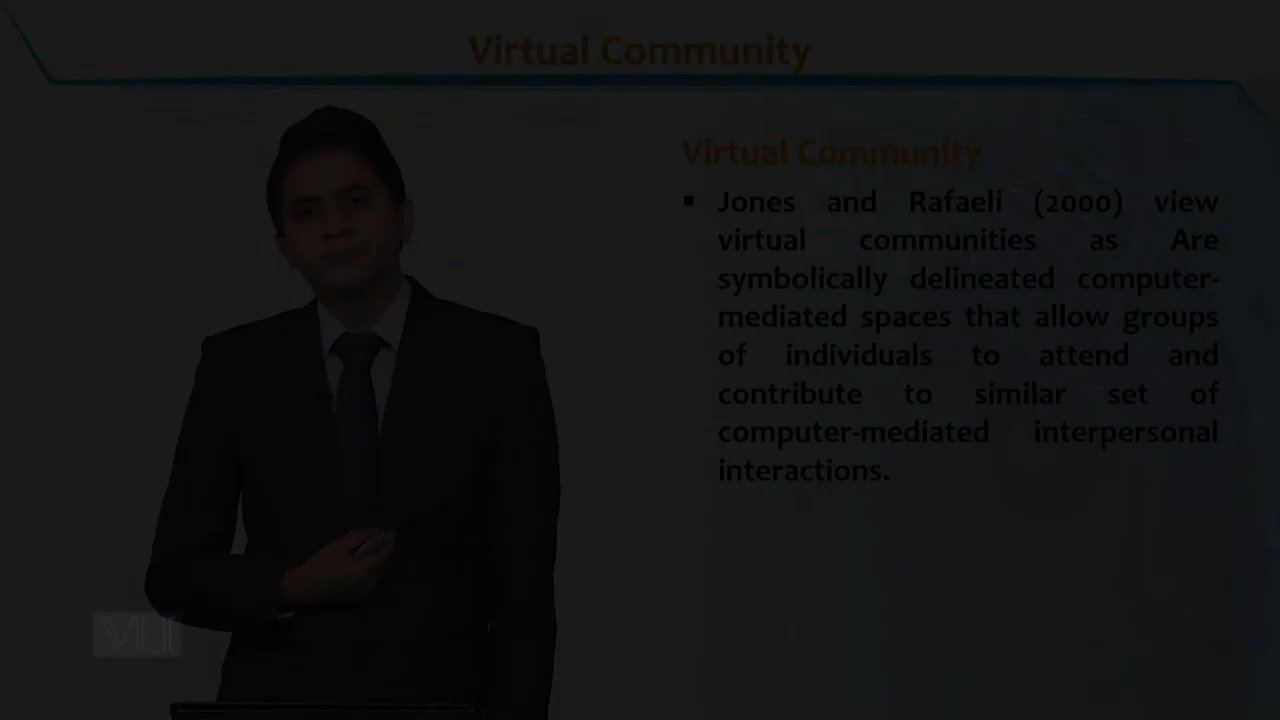 Virtual Community
Virtual Community
▪ Jones and Rafaeli (2000) view
virtual communities as Are
symbolically delineated computer-
mediated spaces that allow groups
of individuals to attend and
contribute to similar set of
computer-mediated interpersonal
interactions.
VU